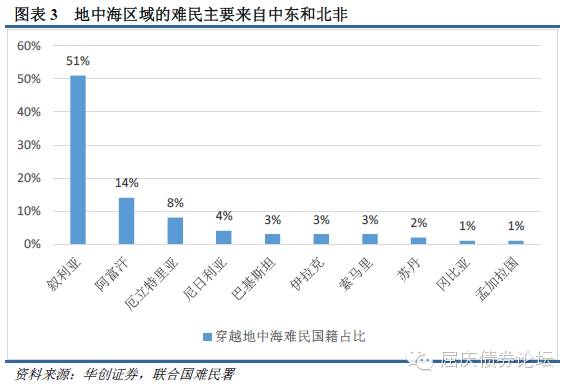 图表 3 地中海区域的难民主要来自中东和北非
60%
50%
40%
30%
20%
10%
0%
51%
14%
8%
4%
3%
3%
3%
2%
1%
1%
叙利亚
阿富汗
厄立特里亚
尼日利亚
巴基斯坦
伊拉克
索马里
苏丹
冈比亚
孟加拉国
穿越地中海难民国籍占比
屈庆债券论坛
资料来源：华创证券，联合国难民署